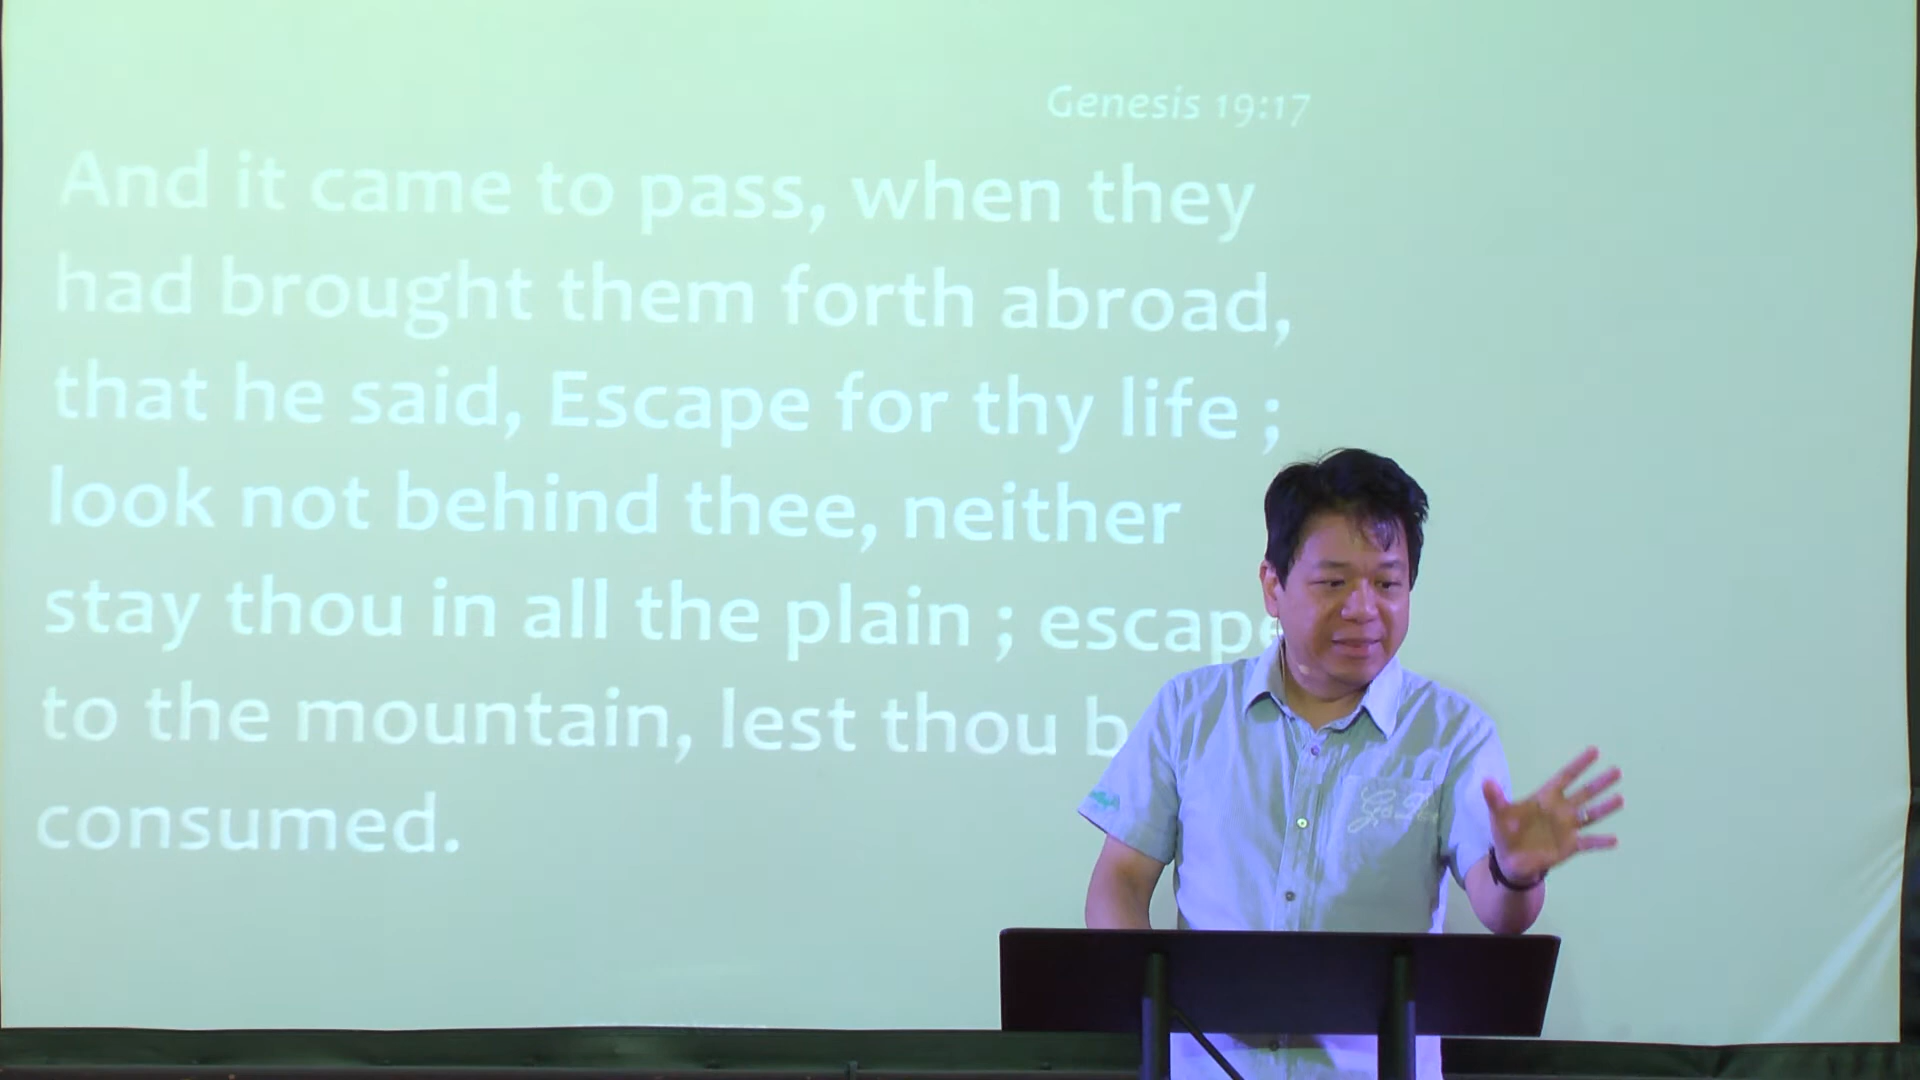 Genesis 19:17
And it came to pass, when they
had brought them forth abroad,
that he said, Escape for thy life ;
look not behind thee, neither
stay thou in all the plain ; escape
to the mountain, lest thou b
consumed.